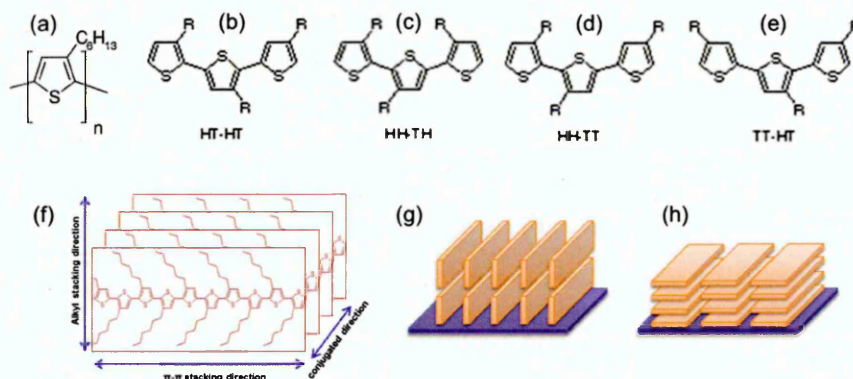 (a)
C6H13
S
n
(b)
R
S
S
S
R
R
HT-HT
(c)
R
R
S
S
S
R
HH-TH
(d)
R
S
S
S
R
R
HH-TT
(e)
R
R
S
S
S
R
TT-HT
(f)
Alkyl stacking direction
π-π stacking direction
conjugated direction
(g)
(h)